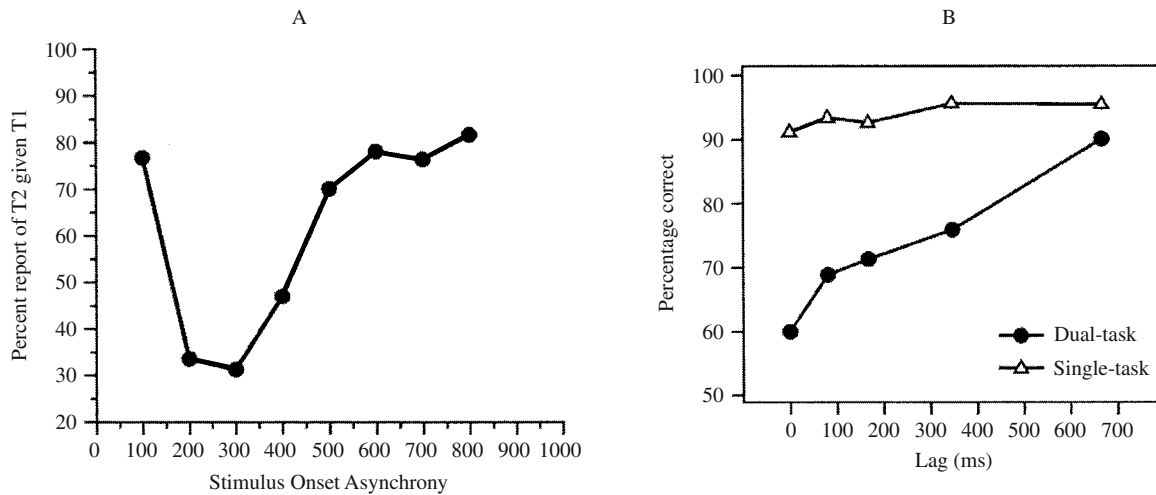 A
Percent report of T2 given T1
100
90
80
70
60
50
40
30
20
0 100 200 300 400 500 600 700 800 900 1000
Stimulus Onset Asynchrony
B
Percentage correct
100
90
80
70
60
50
Dual-task
Single-task
0 100 200 300 400 500 600 700
Lag (ms)